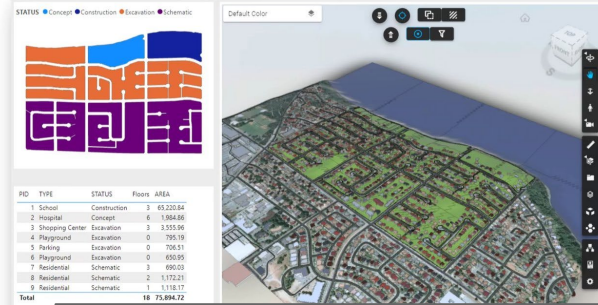 STATUS Concept Construction Excavation Schematic
Default Color
PID TYPE STATUS Floors AREA
1 School Construction 3 65,220.84
2 Hospital Concept 6 1,984.86
3 Shopping Center Excavation 3 3,555.96
4 Playground Excavation 0 795.19
5 Parking Excavation 0 706.51
6 Playground Excavation 0 650.95
7 Residential Schematic 3 690.03
8 Residential Schematic 2 1,172.21
9 Residential Schematic 1 1,118.17
Total 18 75,894.72